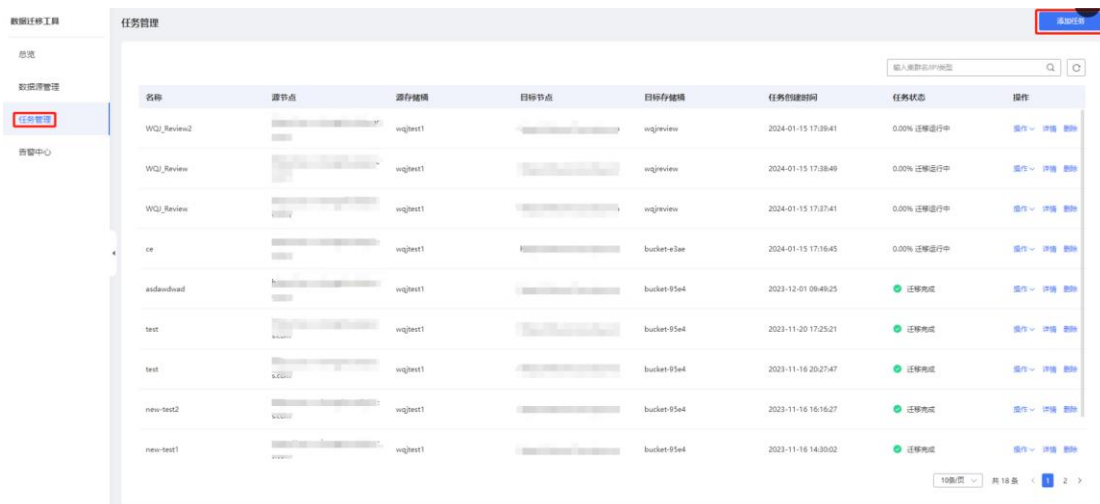 数据迁移工具
任务管理
添加任务
总览
数据源管理
任务管理
告警中心
输入集群名/IP/类型
名称 源节点 源存储桶 目标节点 目标存储桶 任务创建时间 任务状态 操作
WQJ_Review2 wqjtest1 wqjreview 2024-01-15 17:39:41 0.00% 迁移运行中 操作 详情 删除
WQJ_Review wqjtest1 wqjreview 2024-01-15 17:38:49 0.00% 迁移运行中 操作 详情 删除
WQJ_Review wqjtest1 wqjreview 2024-01-15 17:37:41 0.00% 迁移运行中 操作 详情 删除
ce wqjtest1 bucket-e3ae 2024-01-15 17:16:45 0.00% 迁移运行中 操作 详情 删除
asdawdwad wqjtest1 bucket-95e4 2023-12-01 09:49:25 迁移完成 操作 详情 删除
test wqjtest1 bucket-95e4 2023-11-20 17:25:21 迁移完成 操作 详情 删除
test wqjtest1 bucket-95e4 2023-11-16 20:27:47 迁移完成 操作 详情 删除
new-test2 wqjtest1 bucket-95e4 2023-11-16 16:16:27 迁移完成 操作 详情 删除
new-test1 wqjtest1 bucket-95e4 2023-11-16 14:30:02 迁移完成 操作 详情 删除
10条/页 共 18 条 < 1 2 >